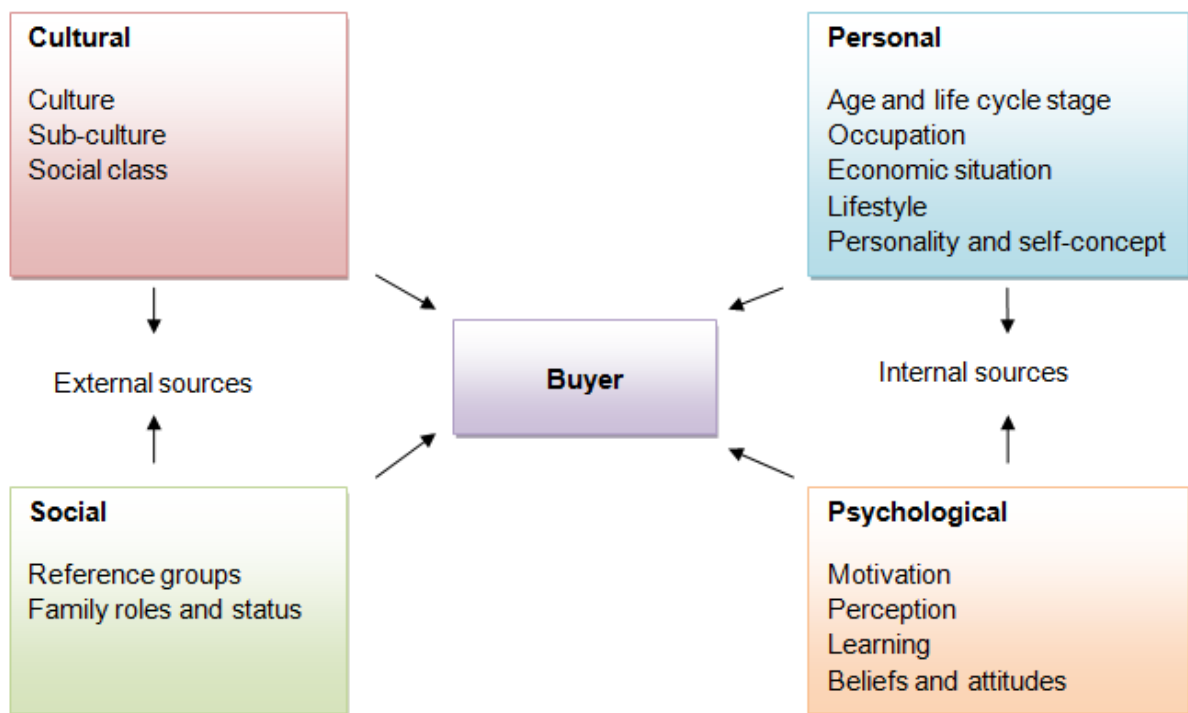 Cultural
Culture
Sub-culture
Social class
Personal
Age and life cycle stage
Occupation
Economic situation
Lifestyle
Personality and self-concept
External sources
Buyer
Internal sources
Social
Reference groups
Family roles and status
Psychological
Motivation
Perception
Learning
Beliefs and attitudes